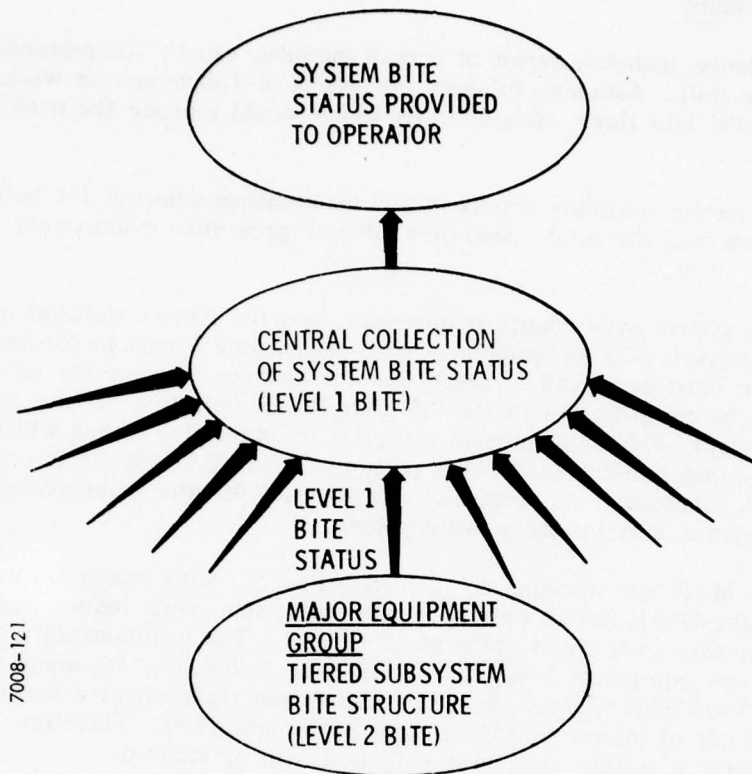 SYSTEM BITE
STATUS PROVIDED
TO OPERATOR
CENTRAL COLLECTION
OF SYSTEM BITE STATUS
(LEVEL 1 BITE)
LEVEL 1
BITE
STATUS
MAJOR EQUIPMENT
GROUP
TIERED SUBSYSTEM
BITE STRUCTURE
(LEVEL 2 BITE)
7008-121